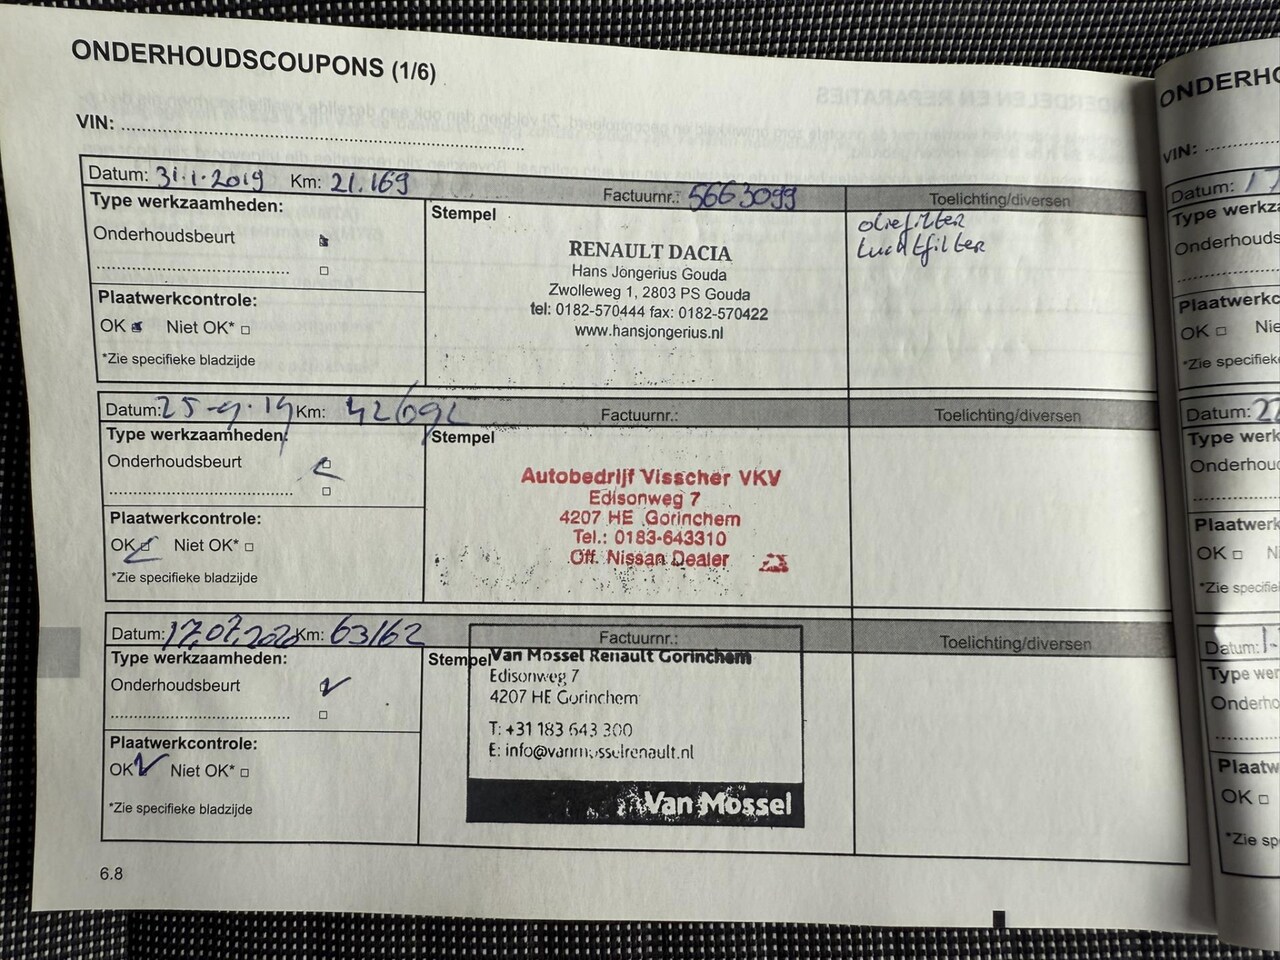 ONDERHOUDSCOUPONS (1/6)
VIN:
Datum: 31.1.2019 Km: 21.169 Factuurnr.: 5663099 Toelichting/diversen
Type werkzaamheden:
Onderhoudsbeurt
Plaatwerkcontrole:
OK Niet OK*
*Zie specifieke bladzijde
Stempel
RENAULT DACIA
Hans Jongerius Gouda
Zwolleweg 1, 2803 PS Gouda
tel: 0182-570444 fax: 0182-570422
www.hansjongerius.nl
oliefilter
luchtfilter
Datum: 25-9-19 Km: 42692 Factuurnr.: Toelichting/diversen
Type werkzaamheden:
Onderhoudsbeurt
Plaatwerkcontrole:
OK Niet OK*
*Zie specifieke bladzijde
Stempel
Autobedrijf Visscher VKV
Edisonweg 7
4207 HE Gorinchem
Tel.: 0183-643310
Off. Nissan Dealer
Datum: 17.07.2020 Km: 63162 Factuurnr.: Toelichting/diversen
Type werkzaamheden:
Onderhoudsbeurt
Plaatwerkcontrole:
OK Niet OK*
*Zie specifieke bladzijde
Stempel
Van Mossel Renault Gorinchem
Edisonweg 7
4207 HE Gorinchem
T: +31 183 643 300
E: info@vanmosselrenault.nl
Van Mossel
6.8
ONDERHO
VIN:
Datum: 17
Type werkza
Onderhouds
Plaatwerkc
OK Nie
*Zie specifieke
Datum: 22
Type werk
Onderhou
Plaatwerk
OK N
*Zie specifie
Datum: 1-
Type wer
Onderho
Plaatw
OK
*Zie sp